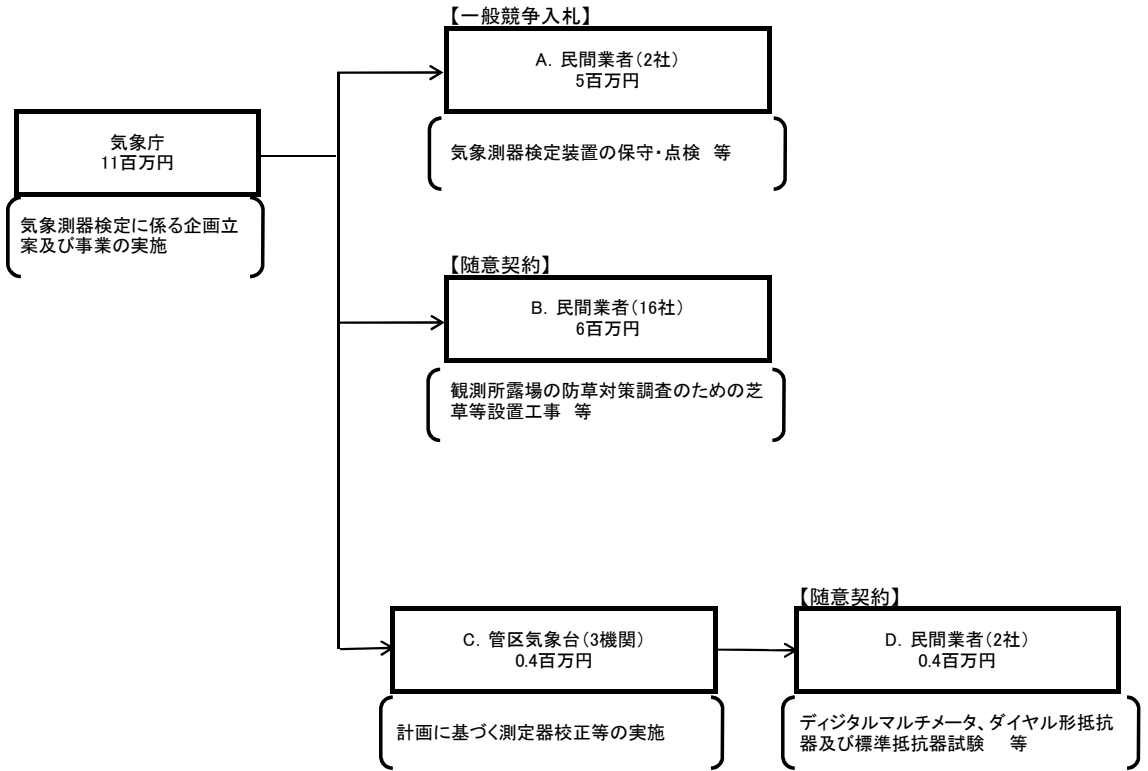 気象庁
11百万円
気象測器検定に係る企画立
案及び事業の実施
【一般競争入札】
A．民間業者（2社）
5百万円
気象測器検定装置の保守・点検　等
【随意契約】
B．民間業者（16社）
6百万円
観測所露場の防草対策調査のための芝
草等設置工事　等
C．管区気象台（3機関）
0.4百万円
計画に基づく測定器校正等の実施
【随意契約】
D．民間業者（2社）
0.4百万円
ディジタルマルチメータ、ダイヤル形抵抗
器及び標準抵抗器試験　等